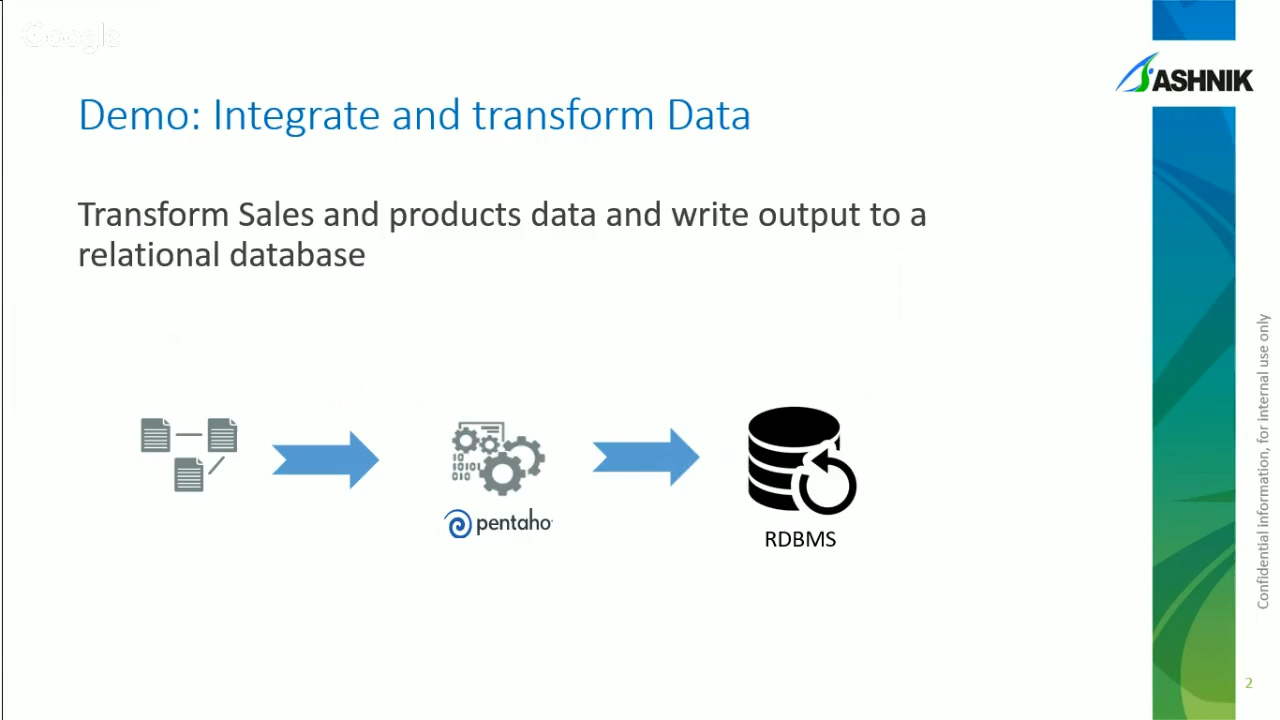 Google
ASHNIK
Demo: Integrate and transform Data
Transform Sales and products data and write output to a
relational database
pentaho
RDBMS
Confidential information, for internal use only
2